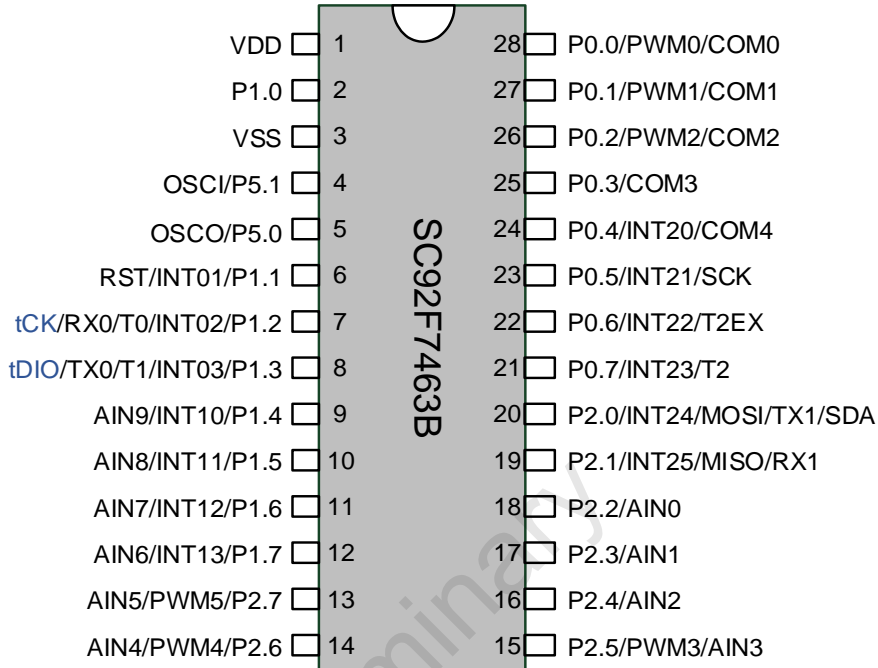 VDD 1 28 P0.0/PWM0/COM0
P1.0 2 27 P0.1/PWM1/COM1
VSS 3 26 P0.2/PWM2/COM2
OSCI/P5.1 4 25 P0.3/COM3
OSCO/P5.0 5 24 P0.4/INT20/COM4
RST/INT01/P1.1 6 23 P0.5/INT21/SCK
tCK/RX0/T0/INT02/P1.2 7 22 P0.6/INT22/T2EX
tDIO/TX0/T1/INT03/P1.3 8 21 P0.7/INT23/T2
AIN9/INT10/P1.4 9 20 P2.0/INT24/MOSI/TX1/SDA
AIN8/INT11/P1.5 10 19 P2.1/INT25/MISO/RX1
AIN7/INT12/P1.6 11 18 P2.2/AIN0
AIN6/INT13/P1.7 12 17 P2.3/AIN1
AIN5/PWM5/P2.7 13 16 P2.4/AIN2
AIN4/PWM4/P2.6 14 15 P2.5/PWM3/AIN3
SC92F7463B